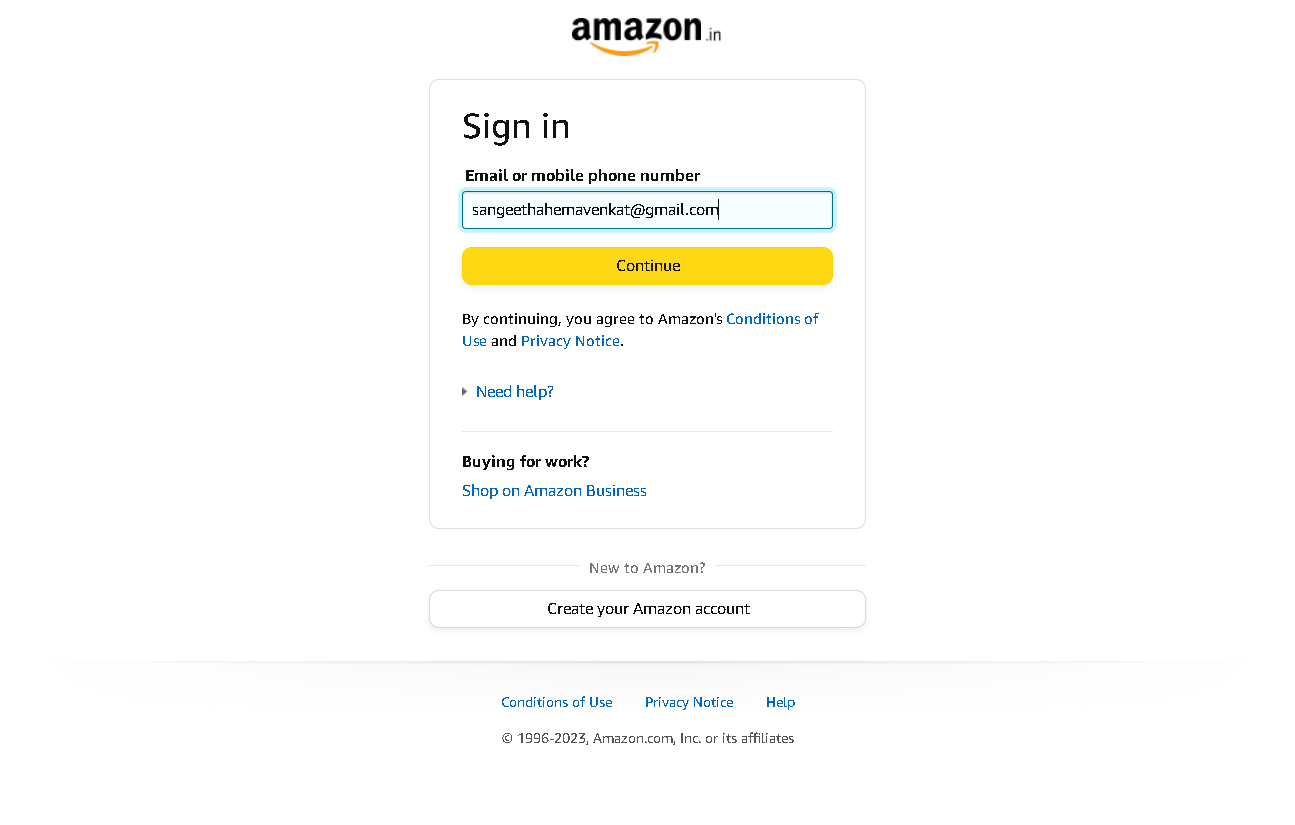 amazon.in
Sign in
Email or mobile phone number
sangeethahemavenkat@gmail.com
Continue
By continuing, you agree to Amazon's Conditions of
Use and Privacy Notice.
Need help?
Buying for work?
Shop on Amazon Business
New to Amazon?
Create your Amazon account
Conditions of Use Privacy Notice Help
© 1996-2023, Amazon.com, Inc. or its affiliates